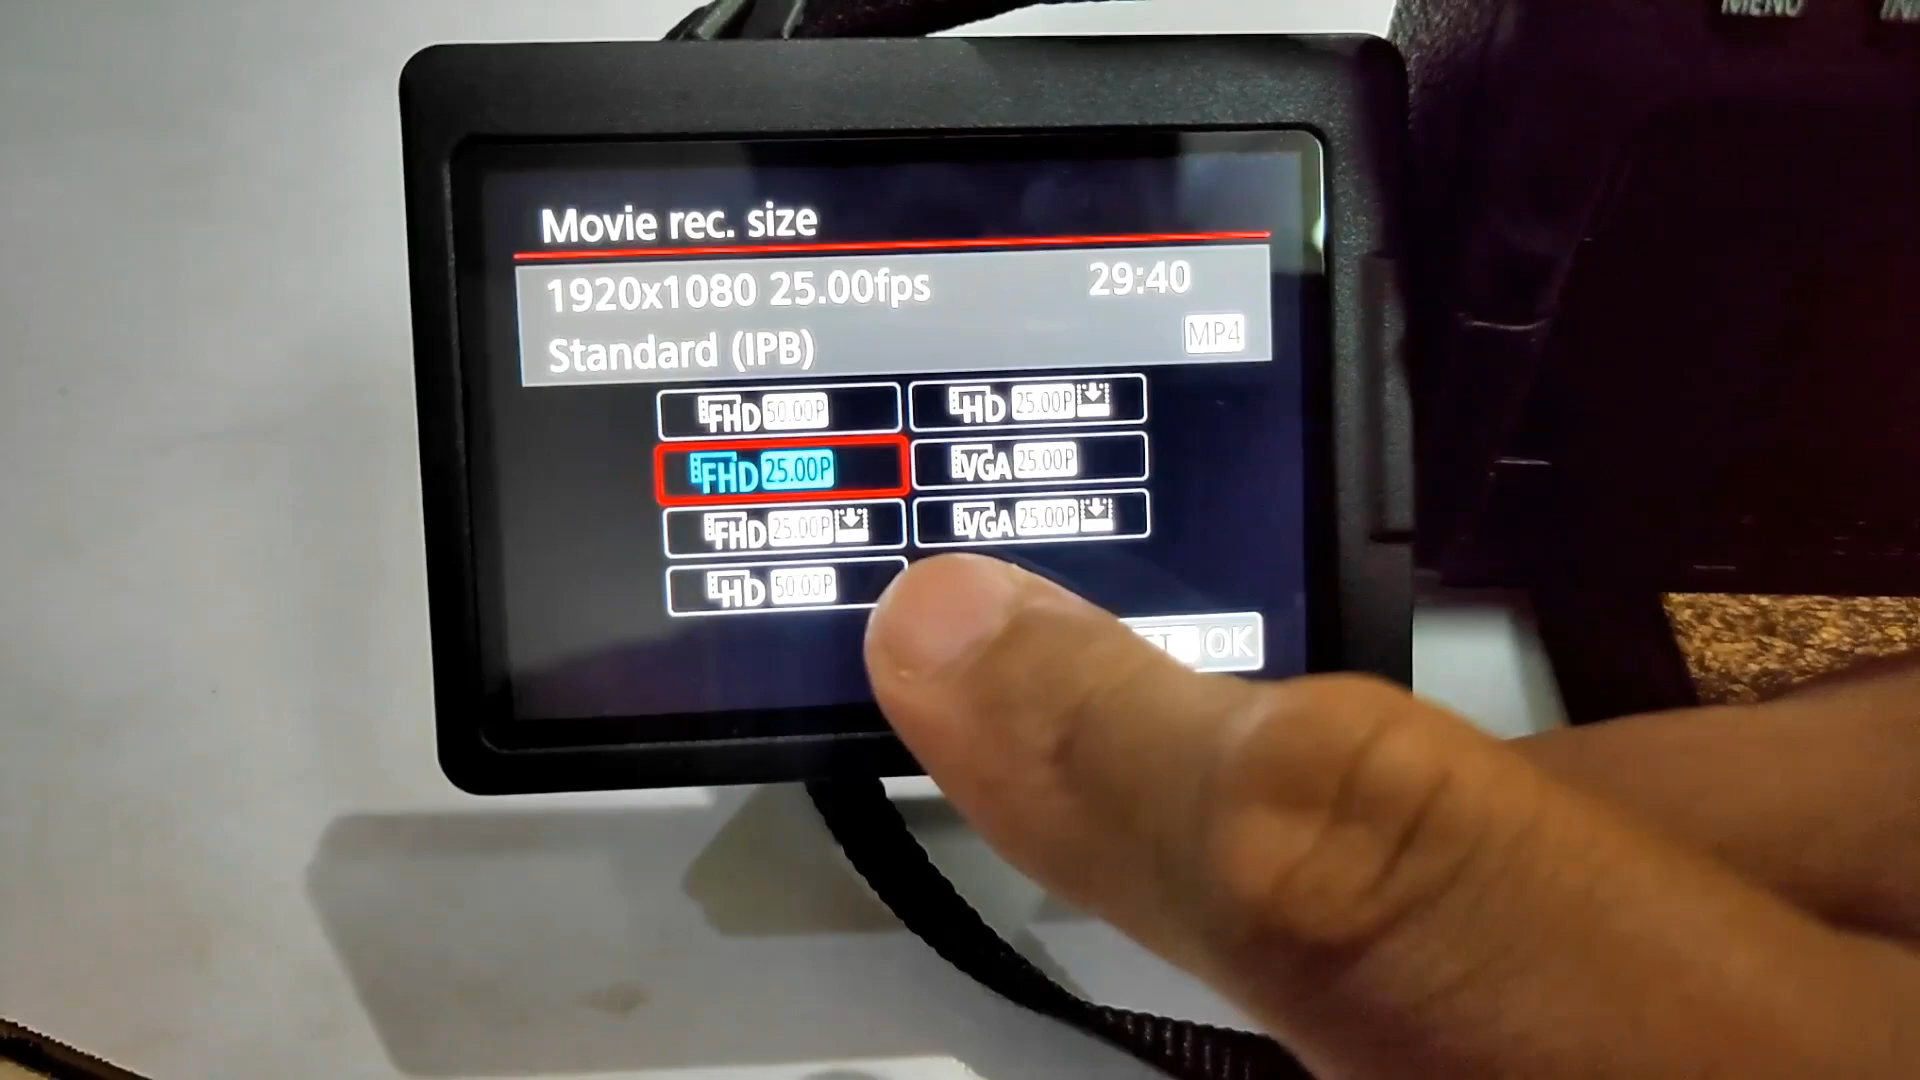 MENU
Movie rec. size
1920x1080 25.00fps 29:40
Standard (IPB) MP4
FHD 50.00P HD 25.00P
FHD 25.00P VGA 25.00P
FHD 25.00P VGA 25.00P
HD 50.00P
OK